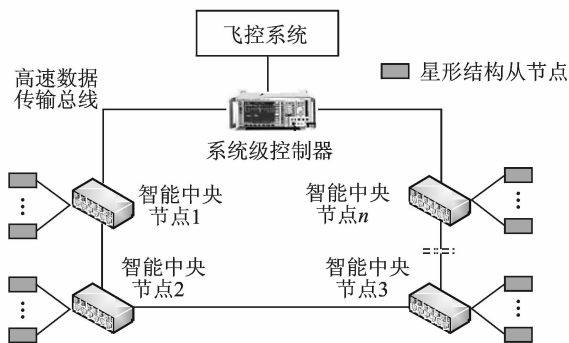 飞控系统
高速数据
传输总线
星形结构从节点
系统级控制器
智能中央
节点1
智能中央
节点n
智能中央
节点2
智能中央
节点3